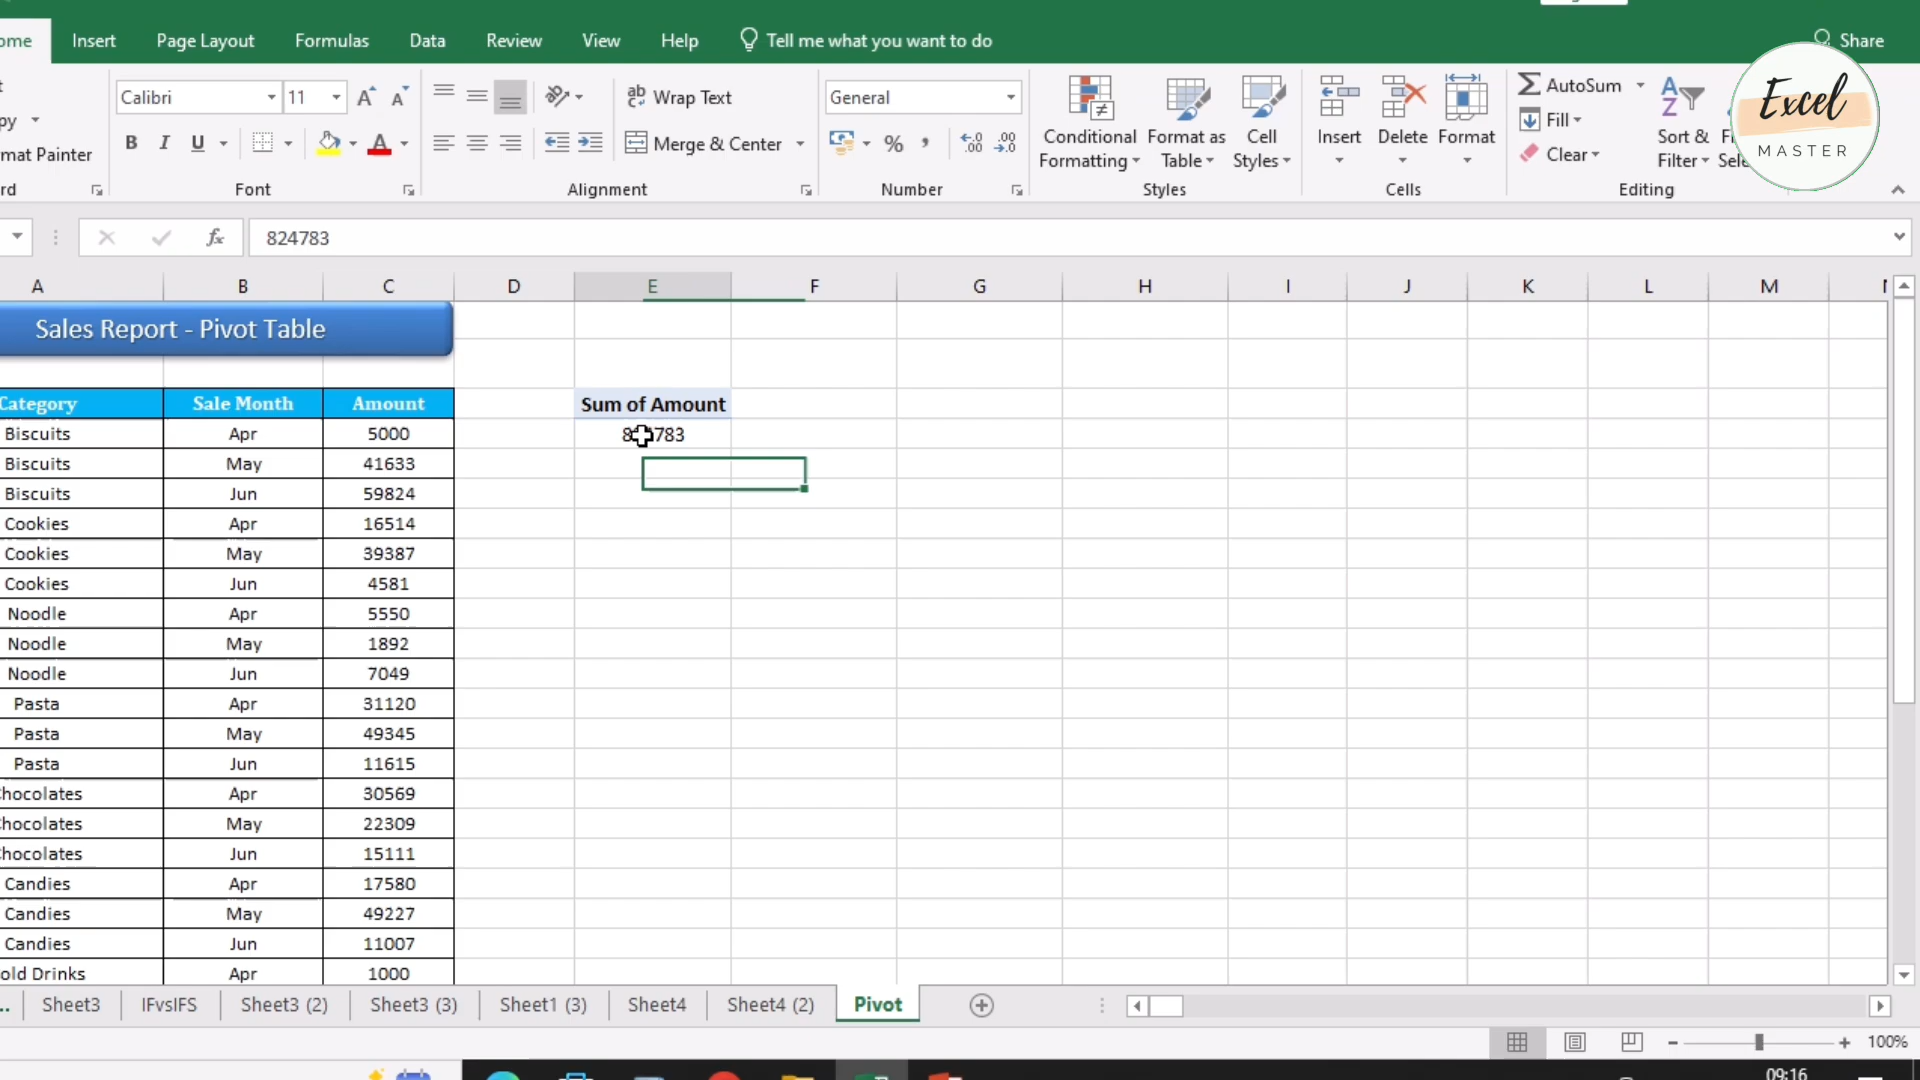 ome Insert Page Layout Formulas Data Review View Help Tell me what you want to do Share
Excel
MASTER
Calibri 11 Wrap Text General AutoSum
py Fill
mat Painter B I U Merge & Center % Clear
Conditional Formatting Format as Table Cell Styles Insert Delete Format Sort & Filter
rd Font Alignment Number Styles Cells Editing
fx 824783
A B C D E F G H I J K L M
Sales Report - Pivot Table
Category Sale Month Amount Sum of Amount
Biscuits Apr 5000
Biscuits May 41633
Biscuits Jun 59824
Cookies Apr 16514
Cookies May 39387
Cookies Jun 4581
Noodle Apr 5550
Noodle May 1892
Noodle Jun 7049
Pasta Apr 31120
Pasta May 49345
Pasta Jun 11615
hocolates Apr 30569
hocolates May 22309
hocolates Jun 15111
Candies Apr 17580
Candies May 49227
Candies Jun 11007
old Drinks Apr 1000
.. Sheet3 IFvsIFS Sheet3 (2) Sheet3 (3) Sheet1 (3) Sheet4 Sheet4 (2) Pivot
100%
09:16